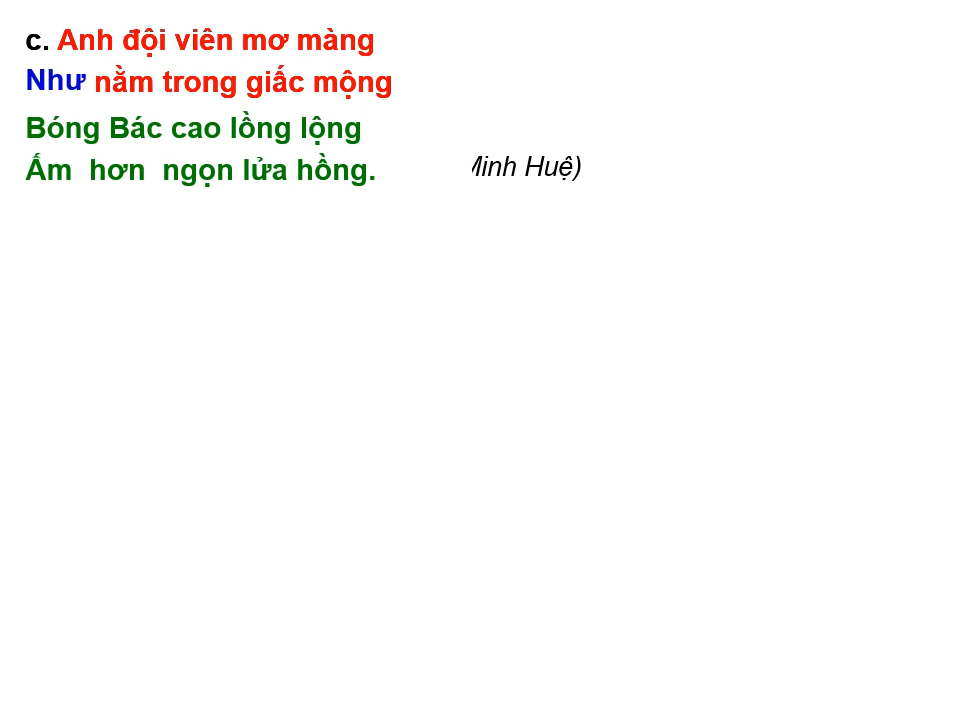 c. Anh đội viên mơ màng
Như nằm trong giấc mộng
Bóng Bác cao lồng lộng
Ấm hơn ngọn lửa hồng.
Minh Huệ)